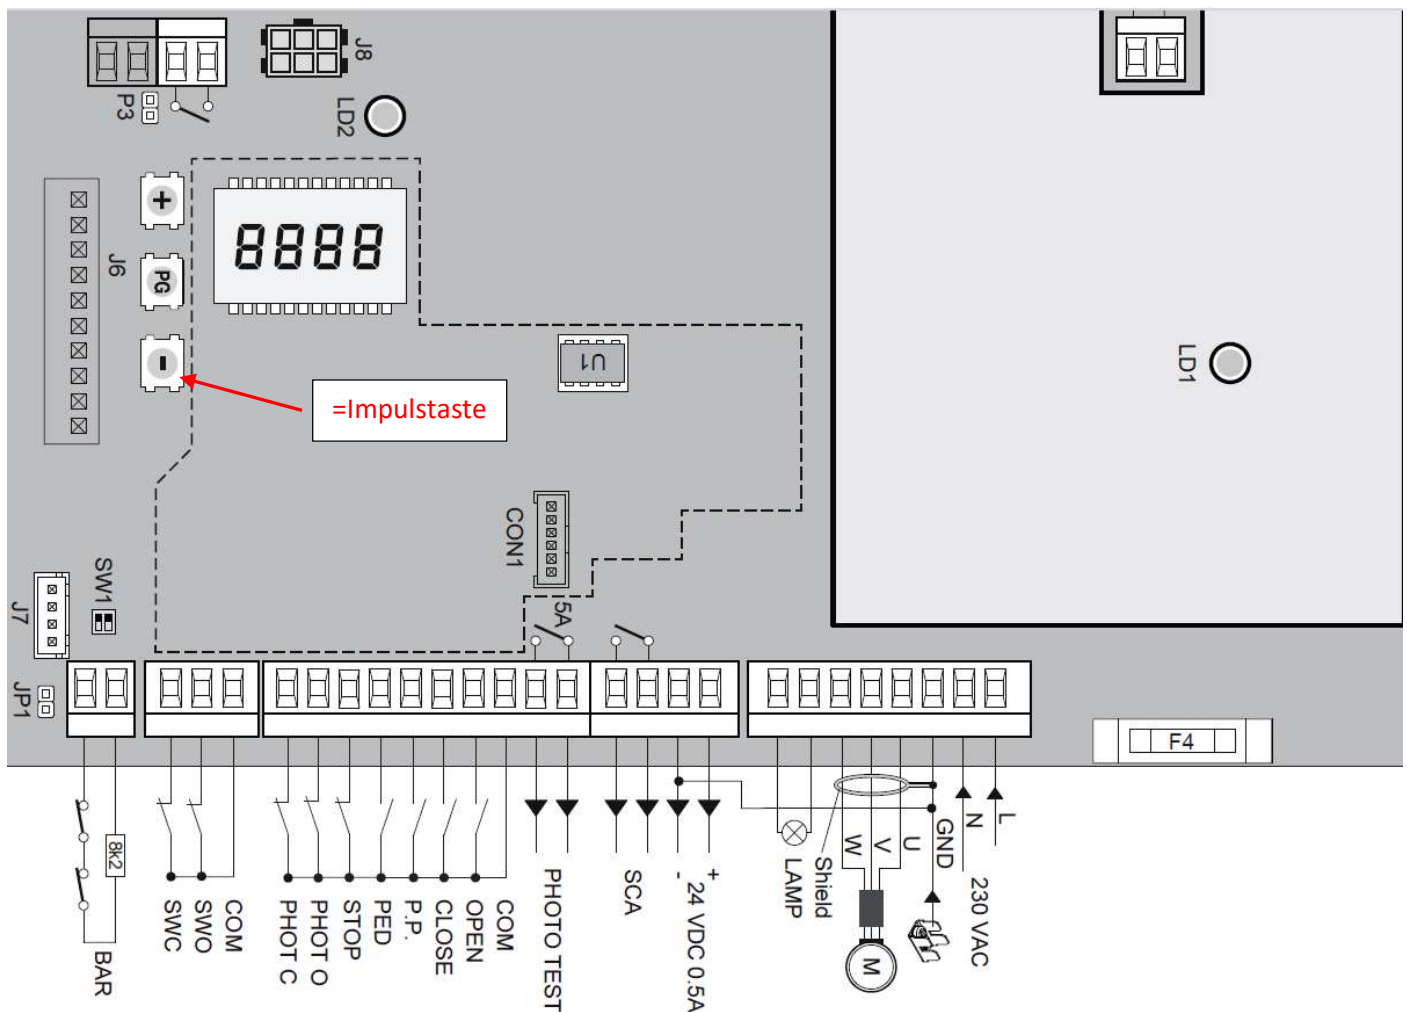 J8
P3
LD2
+
8888
J6
PG
U1
LD1
-
=Impulstaste
CON1
SW1
5A
J7
JP1
F4
8k2
L
N
GND
U
V
W
+
-
SWC
SWO
COM
PHOT C
PHOT O
STOP
PED
P.P.
CLOSE
OPEN
COM
PHOTO TEST
SCA
24 VDC 0.5A
LAMP
Shield
230 VAC
BAR
M